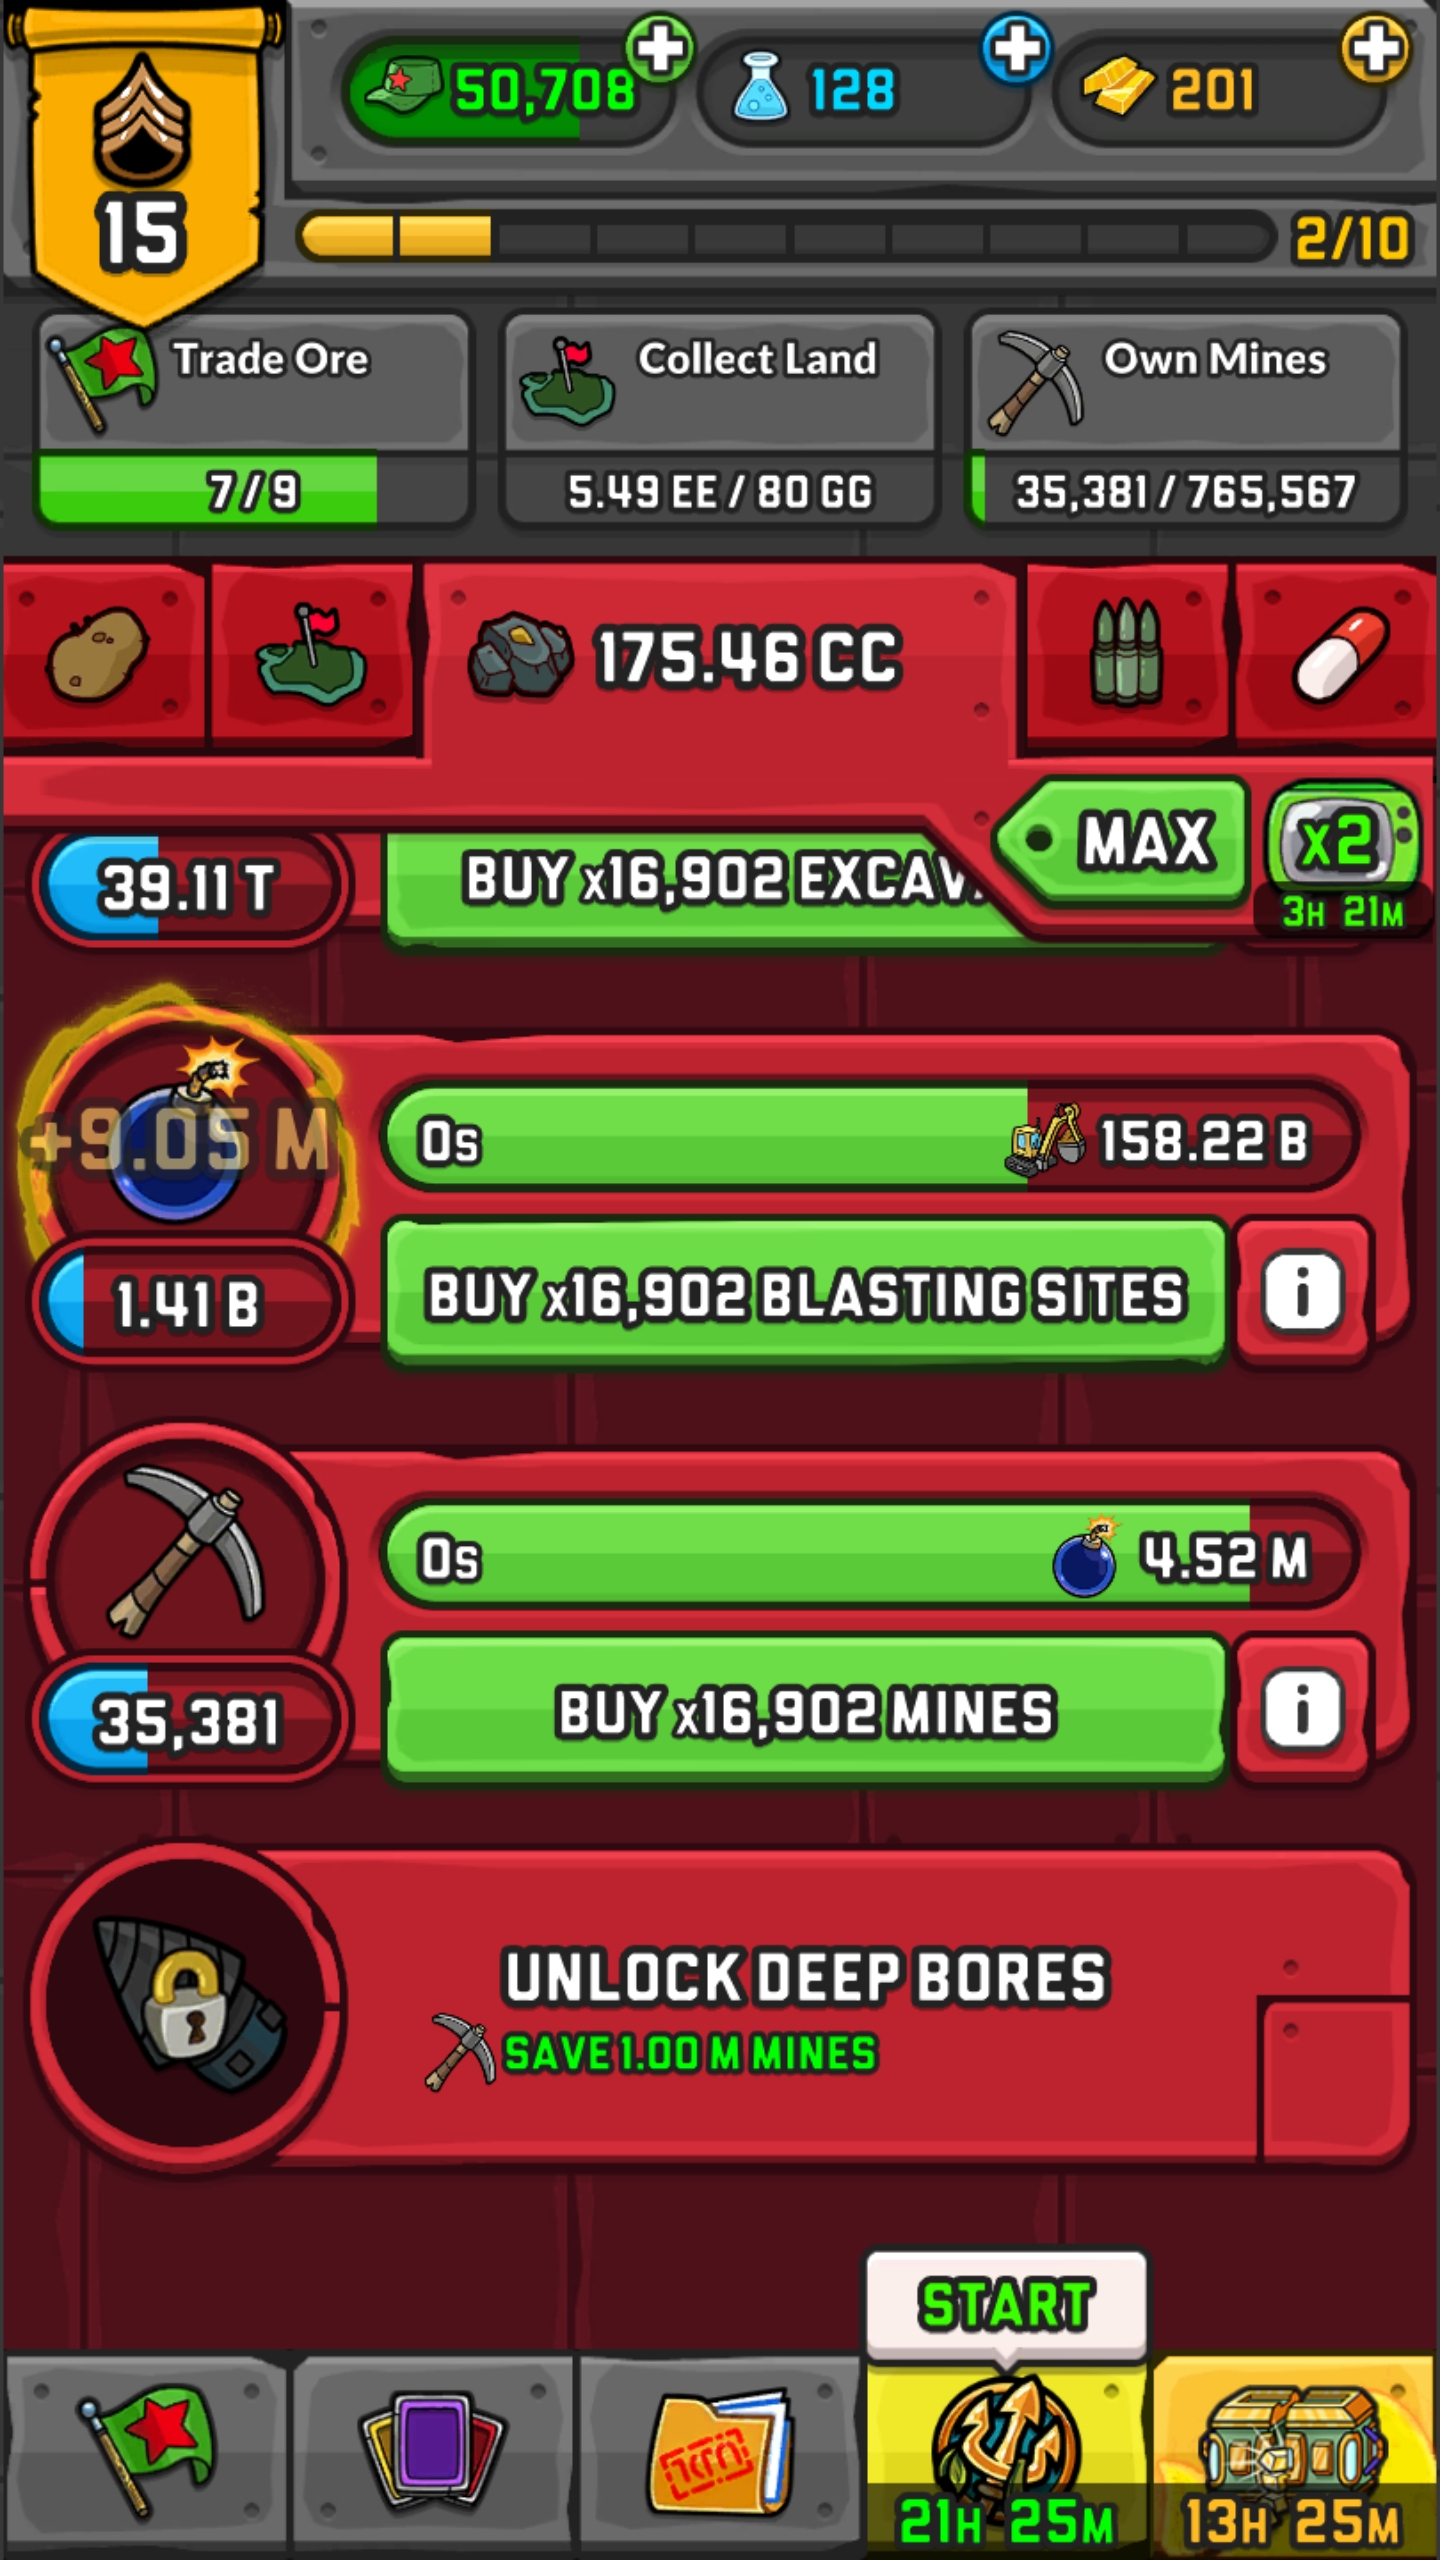 50,708
128
201
15
2/10
Trade Ore
Collect Land
Own Mines
7/9
5.49 EE / 80 GG
35,381 / 765,567
175.46 CC
MAX
x2
3H 21M
39.11 T
BUY x16,902 EXCAV
+9.05 M
0s
158.22 B
1.41 B
BUY x16,902 BLASTING SITES
i
0s
4.52 M
35,381
BUY x16,902 MINES
i
UNLOCK DEEP BORES
SAVE 1.00 M MINES
START
21H 25M
13H 25M